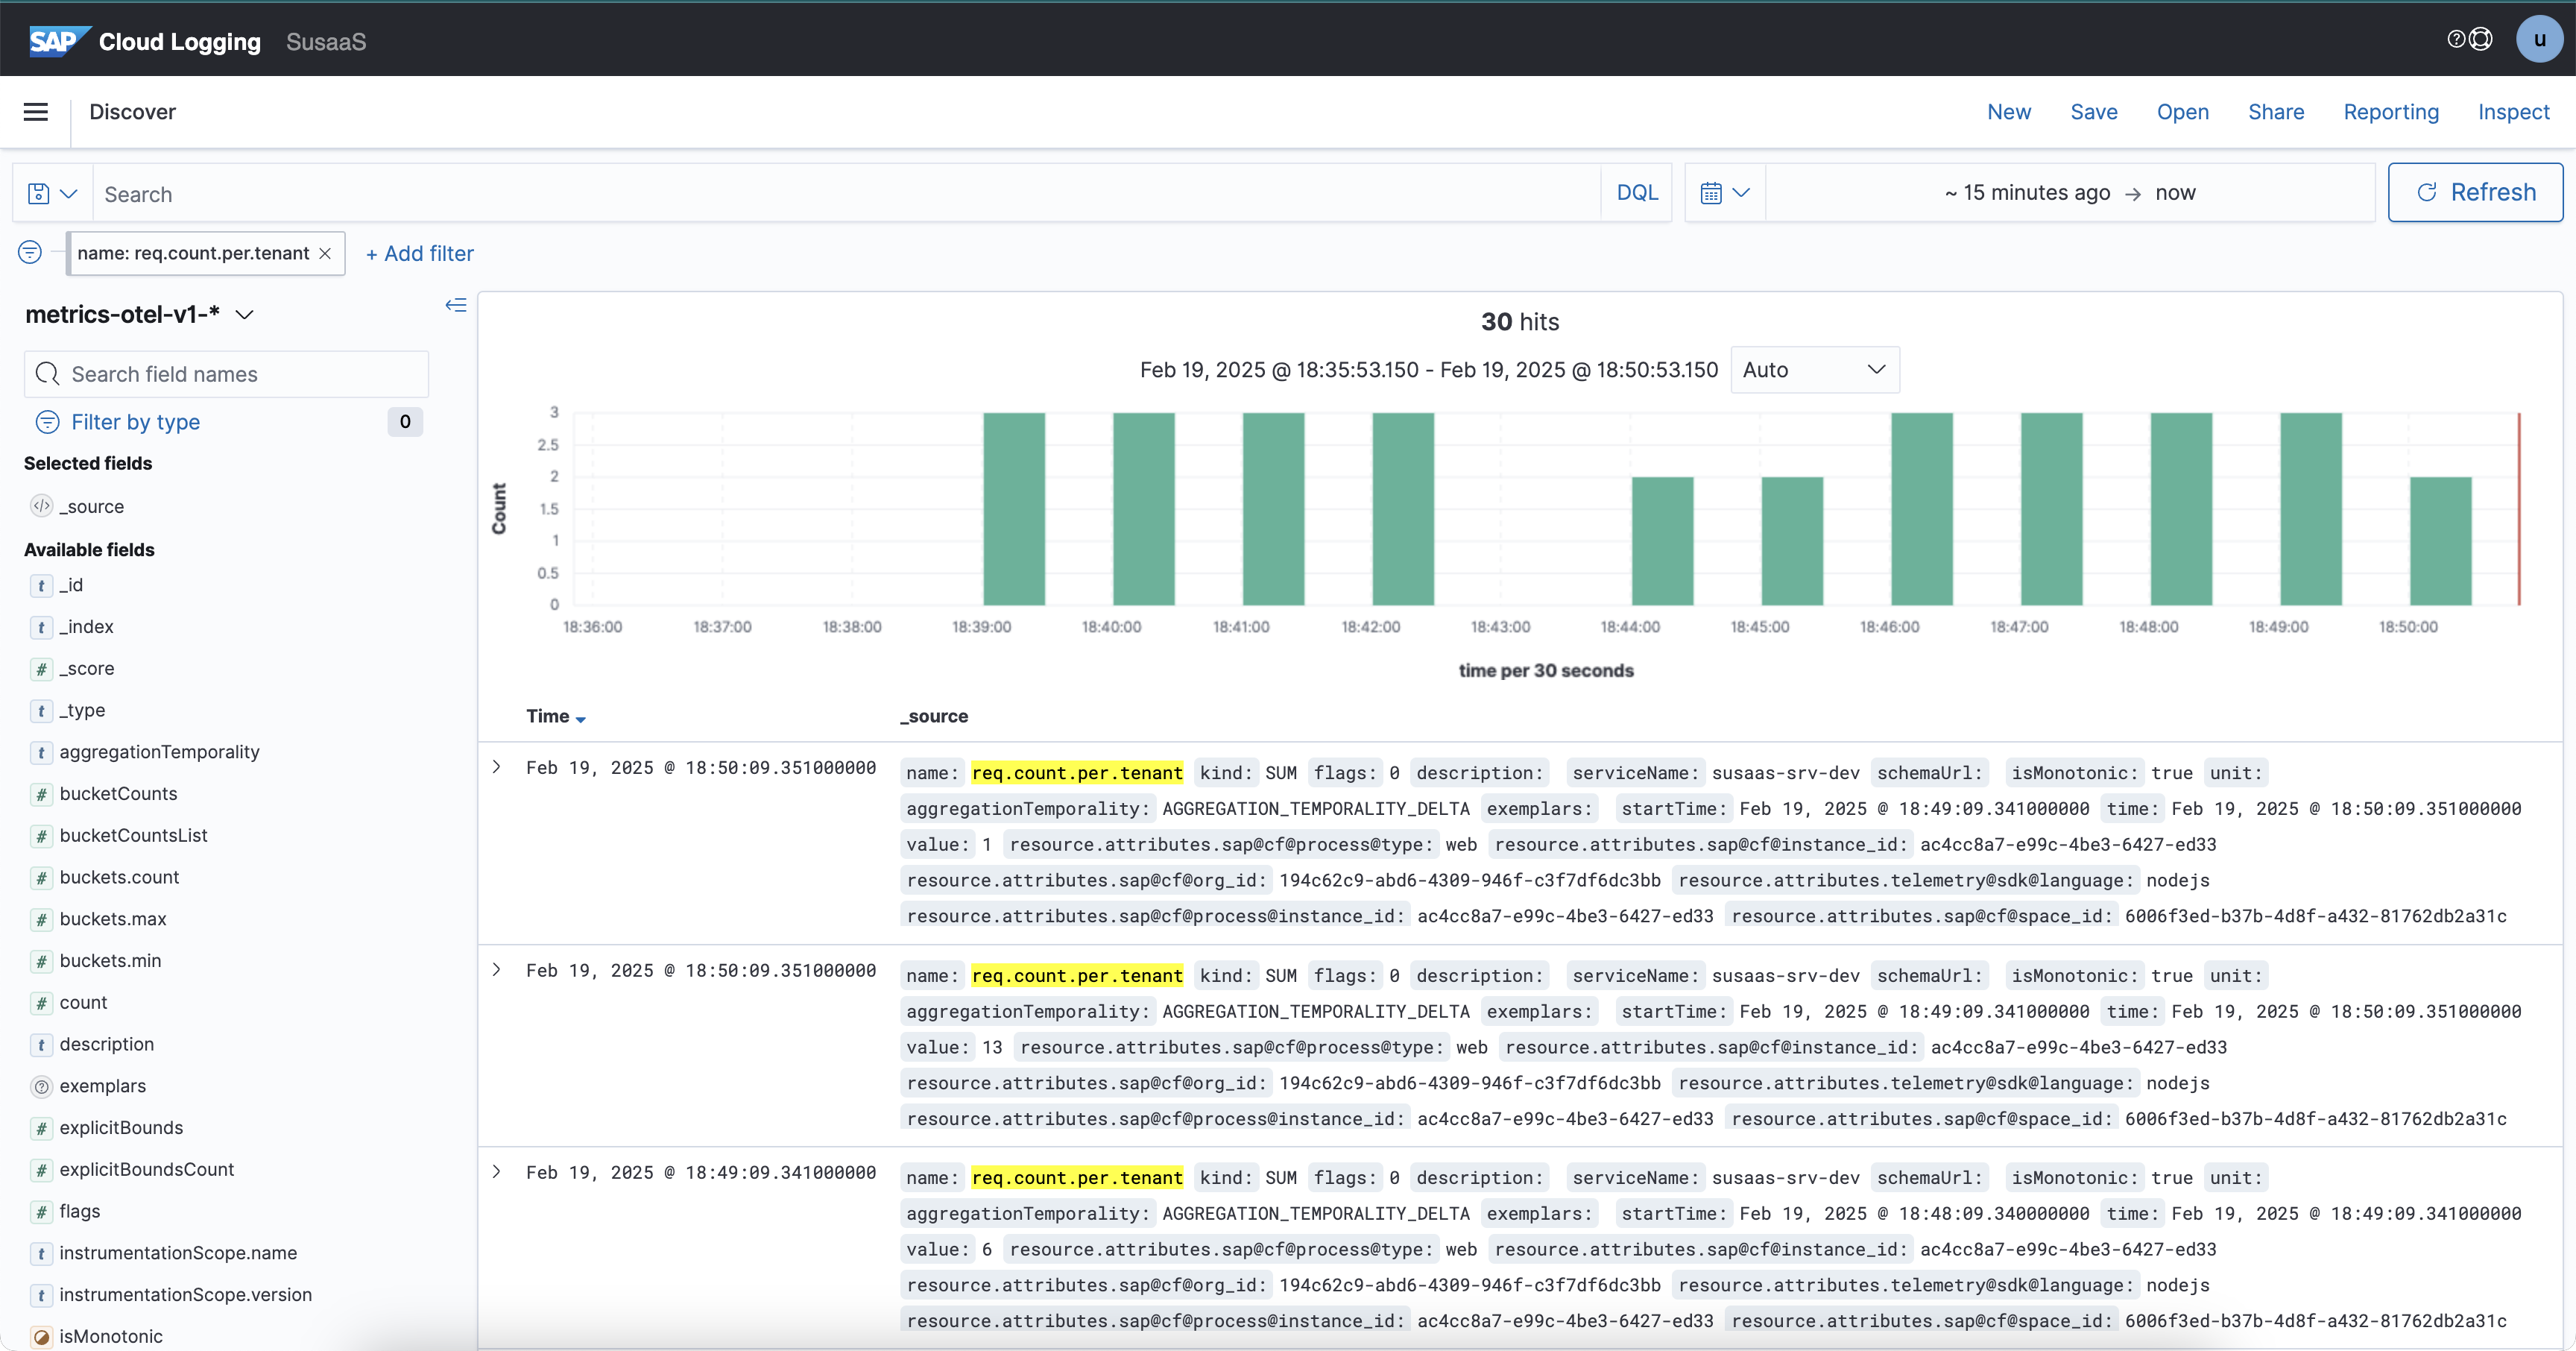 SAP Cloud Logging SusaaS u
Discover New Save Open Share Reporting Inspect
Search DQL ~ 15 minutes ago → now Refresh
name: req.count.per.tenant × + Add filter
metrics-otel-v1-*
Search field names
Filter by type 0
Selected fields
_source
Available fields
t _id
t _index
# _score
t _type
t aggregationTemporality
# bucketCounts
# bucketCountsList
# buckets.count
# buckets.max
# buckets.min
# count
t description
? exemplars
# explicitBounds
# explicitBoundsCount
# flags
t instrumentationScope.name
t instrumentationScope.version
isMonotonic
30 hits
Feb 19, 2025 @ 18:35:53.150 - Feb 19, 2025 @ 18:50:53.150 Auto
Count
3
2.5
2
1.5
1
0.5
0
18:36:00 18:37:00 18:38:00 18:39:00 18:40:00 18:41:00 18:42:00 18:43:00 18:44:00 18:45:00 18:46:00 18:47:00 18:48:00 18:49:00 18:50:00
time per 30 seconds
Time _source
Feb 19, 2025 @ 18:50:09.351000000 name: req.count.per.tenant kind: SUM flags: 0 description: serviceName: susaas-srv-dev schemaUrl: isMonotonic: true unit:
aggregationTemporality: AGGREGATION_TEMPORALITY_DELTA exemplars: startTime: Feb 19, 2025 @ 18:49:09.341000000 time: Feb 19, 2025 @ 18:50:09.351000000
value: 1 resource.attributes.sap@cf@process@type: web resource.attributes.sap@cf@instance_id: ac4cc8a7-e99c-4be3-6427-ed33
resource.attributes.sap@cf@org_id: 194c62c9-abd6-4309-946f-c3f7df6dc3bb resource.attributes.telemetry@sdk@language: nodejs
resource.attributes.sap@cf@process@instance_id: ac4cc8a7-e99c-4be3-6427-ed33 resource.attributes.sap@cf@space_id: 6006f3ed-b37b-4d8f-a432-81762db2a31c
Feb 19, 2025 @ 18:50:09.351000000 name: req.count.per.tenant kind: SUM flags: 0 description: serviceName: susaas-srv-dev schemaUrl: isMonotonic: true unit:
aggregationTemporality: AGGREGATION_TEMPORALITY_DELTA exemplars: startTime: Feb 19, 2025 @ 18:49:09.341000000 time: Feb 19, 2025 @ 18:50:09.351000000
value: 13 resource.attributes.sap@cf@process@type: web resource.attributes.sap@cf@instance_id: ac4cc8a7-e99c-4be3-6427-ed33
resource.attributes.sap@cf@org_id: 194c62c9-abd6-4309-946f-c3f7df6dc3bb resource.attributes.telemetry@sdk@language: nodejs
resource.attributes.sap@cf@process@instance_id: ac4cc8a7-e99c-4be3-6427-ed33 resource.attributes.sap@cf@space_id: 6006f3ed-b37b-4d8f-a432-81762db2a31c
Feb 19, 2025 @ 18:49:09.341000000 name: req.count.per.tenant kind: SUM flags: 0 description: serviceName: susaas-srv-dev schemaUrl: isMonotonic: true unit:
aggregationTemporality: AGGREGATION_TEMPORALITY_DELTA exemplars: startTime: Feb 19, 2025 @ 18:48:09.340000000 time: Feb 19, 2025 @ 18:49:09.341000000
value: 6 resource.attributes.sap@cf@process@type: web resource.attributes.sap@cf@instance_id: ac4cc8a7-e99c-4be3-6427-ed33
resource.attributes.sap@cf@org_id: 194c62c9-abd6-4309-946f-c3f7df6dc3bb resource.attributes.telemetry@sdk@language: nodejs
resource.attributes.sap@cf@process@instance_id: ac4cc8a7-e99c-4be3-6427-ed33 resource.attributes.sap@cf@space_id: 6006f3ed-b37b-4d8f-a432-81762db2a31c